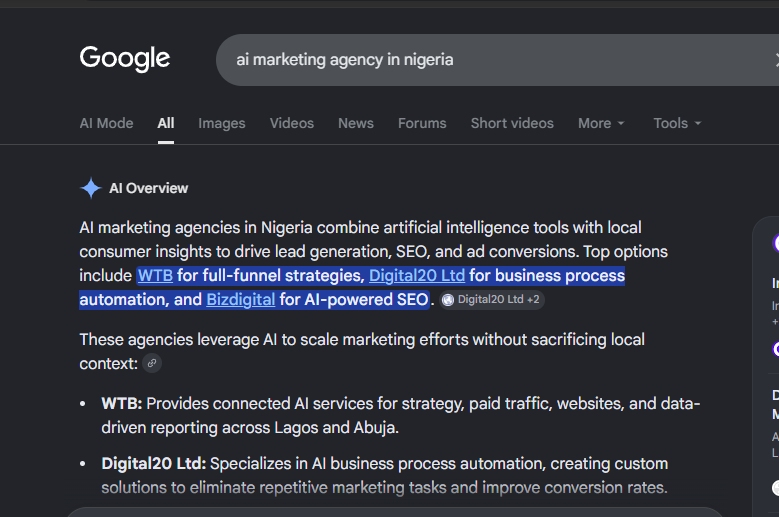 Google
ai marketing agency in nigeria
AI Mode All Images Videos News Forums Short videos More Tools
AI Overview
AI marketing agencies in Nigeria combine artificial intelligence tools with local
consumer insights to drive lead generation, SEO, and ad conversions. Top options
include WTB for full-funnel strategies, Digital20 Ltd for business process
automation, and Bizdigital for AI-powered SEO. Digital20 Ltd +2
These agencies leverage AI to scale marketing efforts without sacrificing local
context:
• WTB: Provides connected AI services for strategy, paid traffic, websites, and data-
driven reporting across Lagos and Abuja.
• Digital20 Ltd: Specializes in AI business process automation, creating custom
solutions to eliminate repetitive marketing tasks and improve conversion rates.